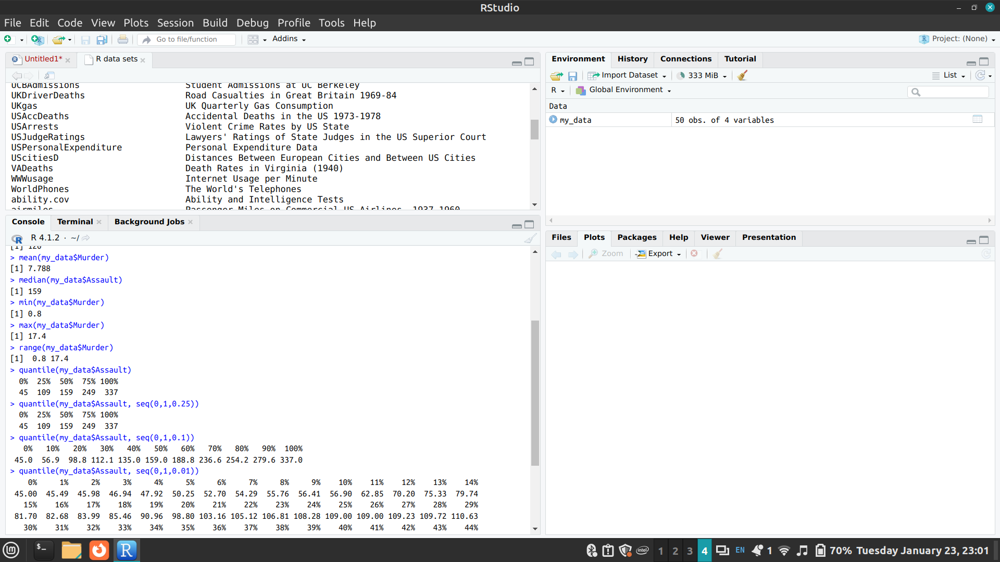 RStudio
File Edit Code View Plots Session Build Debug Profile Tools Help
Go to file/function
Addins
Project: (None)
Untitled1*
R data sets
UCBAdmissions Student Admissions at UC Berkeley
UKDriverDeaths Road Casualties in Great Britain 1969-84
UKgas UK Quarterly Gas Consumption
USAccDeaths Accidental Deaths in the US 1973-1978
USArrests Violent Crime Rates by US State
USJudgeRatings Lawyers' Ratings of State Judges in the US Superior Court
USPersonalExpenditure Personal Expenditure Data
UScitiesD Distances Between European Cities and Between US Cities
VADeaths Death Rates in Virginia (1940)
WWWusage Internet Usage per Minute
WorldPhones The World's Telephones
ability.cov Ability and Intelligence Tests
airmiles Passenger Miles on Commercial US Airlines, 1937-1960
Console Terminal Background Jobs
R 4.1.2 · ~/
[1] 120
> mean(my_data$Murder)
[1] 7.788
> median(my_data$Assault)
[1] 159
> min(my_data$Murder)
[1] 0.8
> max(my_data$Murder)
[1] 17.4
> range(my_data$Murder)
[1] 0.8 17.4
> quantile(my_data$Assault)
0% 25% 50% 75% 100%
45 109 159 249 337
> quantile(my_data$Assault, seq(0,1,0.25))
0% 25% 50% 75% 100%
45 109 159 249 337
> quantile(my_data$Assault, seq(0,1,0.1))
0% 10% 20% 30% 40% 50% 60% 70% 80% 90% 100%
45.0 56.9 98.8 112.1 135.0 159.0 188.8 236.6 254.2 279.6 337.0
> quantile(my_data$Assault, seq(0,1,0.01))
0% 1% 2% 3% 4% 5% 6% 7% 8% 9% 10% 11% 12% 13% 14%
45.00 45.49 45.98 46.94 47.92 50.25 52.70 54.29 55.76 56.41 56.90 62.85 70.20 75.33 79.74
15% 16% 17% 18% 19% 20% 21% 22% 23% 24% 25% 26% 27% 28% 29%
81.70 82.68 83.99 85.46 90.96 98.80 103.16 105.12 106.81 108.28 109.00 109.00 109.23 109.72 110.63
30% 31% 32% 33% 34% 35% 36% 37% 38% 39% 40% 41% 42% 43% 44%
Environment History Connections Tutorial
Import Dataset
333 MiB
List
R
Global Environment
Data
my_data 50 obs. of 4 variables
Files Plots Packages Help Viewer Presentation
Zoom
Export
intel
1 2 3 4
EN
1
70%
Tuesday January 23, 23:01